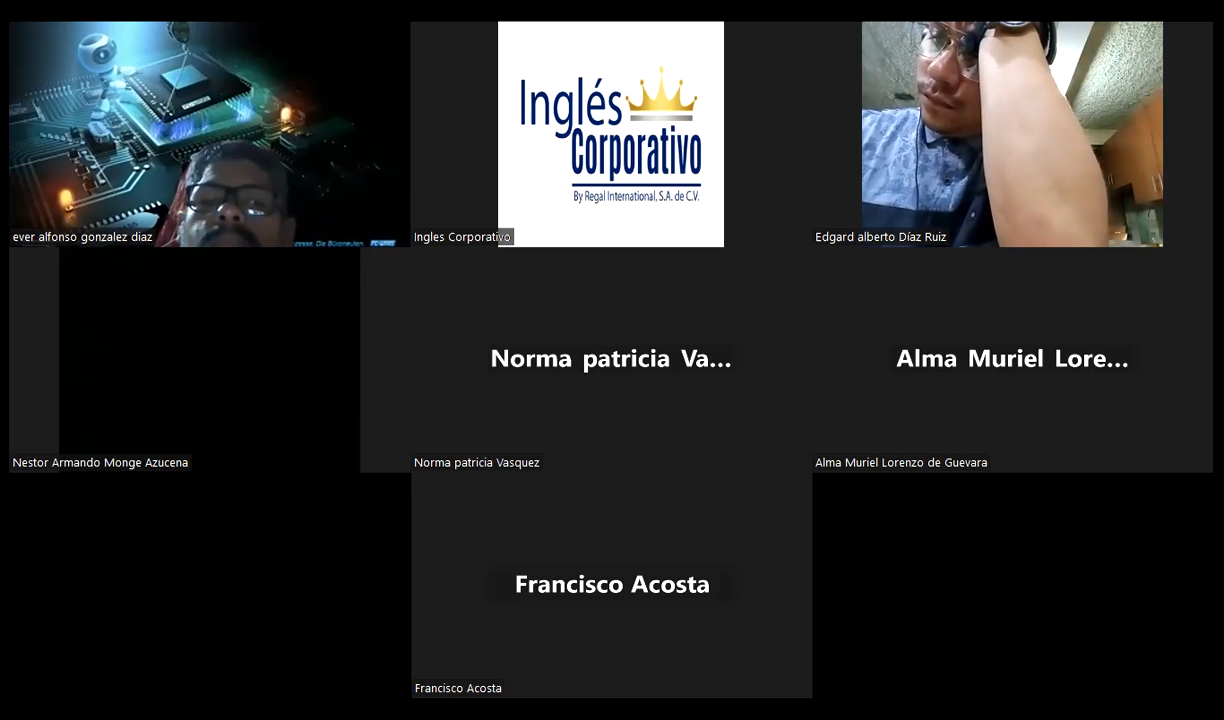 Inglés
Corporativo
By Regal International, S.A. de C.V.
ever alfonso gonzalez diaz
Die Büronauten.
Ingles Corporativo
Edgard alberto Díaz Ruiz
Norma patricia Va...
Alma Muriel Lore...
Nestor Armando Monge Azucena
Norma patricia Vasquez
Alma Muriel Lorenzo de Guevara
Francisco Acosta
Francisco Acosta